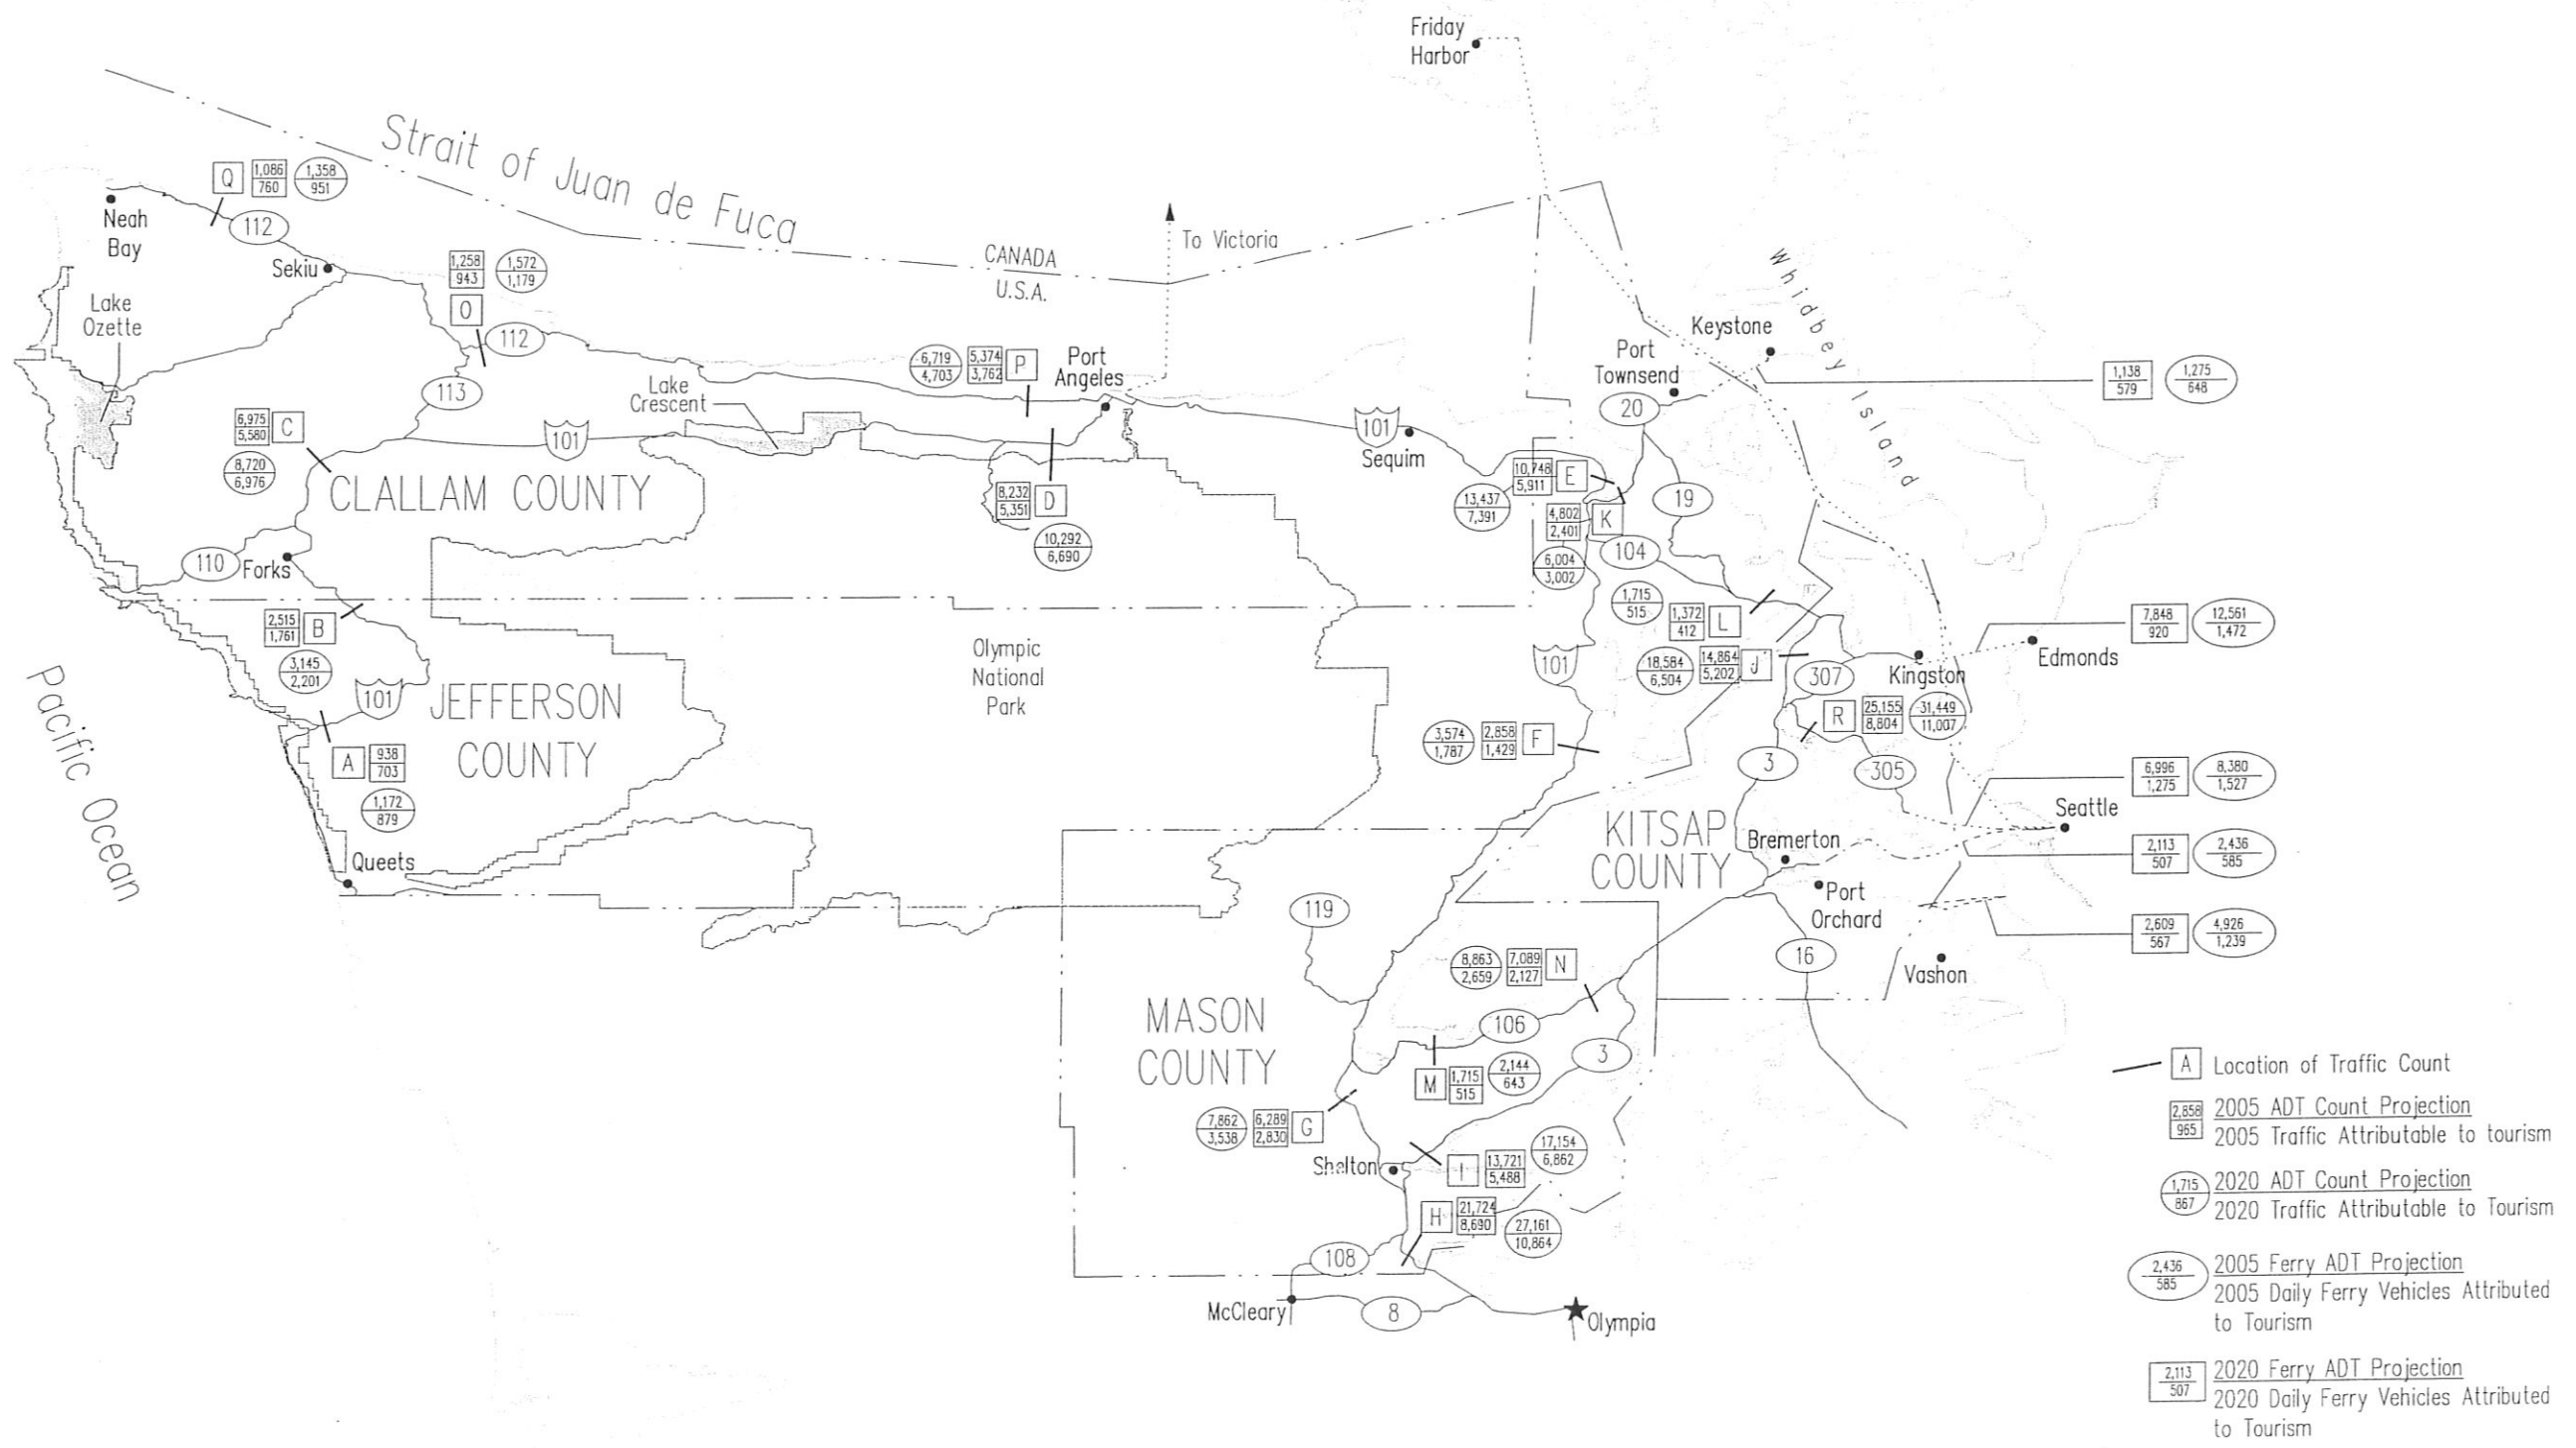 Friday
Harbor
Strait of Juan de Fuca
Q
1,086
760
1,358
951
Neah
Bay
112
Sekiu
1,258
943
1,572
1,179
O
112
CANADA
U.S.A.
To Victoria
Whidbey Island
Lake
Ozette
113
Lake
Crescent
6,719
4,703
5,374
3,762
P
Port
Angeles
Keystone
Port
Townsend
20
1,138
579
1,275
648
6,975
5,580
C
8,720
6,976
101
101
Sequim
CLALLAM COUNTY
8,232
5,351
D
10,292
6,690
10,748
5,911
E
13,437
7,391
19
4,802
2,401
K
6,004
3,002
104
110
Forks
2,515
1,761
B
3,145
2,201
1,715
515
1,372
412
L
7,848
920
12,561
1,472
Edmonds
Olympic
National
Park
101
18,584
6,504
14,864
5,202
J
307
Kingston
Pacific Ocean
101
JEFFERSON
COUNTY
R
25,155
8,804
31,449
11,007
A
938
703
1,172
879
3,574
1,787
2,858
1,429
F
3
305
6,996
1,275
8,380
1,527
Seattle
KITSAP
COUNTY
Bremerton
2,113
507
2,436
585
Queets
Port
Orchard
119
2,609
567
4,926
1,239
16
Vashon
8,863
2,659
7,089
2,127
N
MASON
COUNTY
106
3
M
1,715
515
2,144
643
7,862
3,538
6,289
2,830
G
Shelton
I
13,721
5,488
17,154
6,862
H
21,724
8,690
27,161
10,864
108
McCleary
8
Olympia
A Location of Traffic Count
2,858 2005 ADT Count Projection
965 2005 Traffic Attributable to tourism
1,715 2020 ADT Count Projection
867 2020 Traffic Attributable to Tourism
2,436 2005 Ferry ADT Projection
585 2005 Daily Ferry Vehicles Attributed
to Tourism
2,113 2020 Ferry ADT Projection
507 2020 Daily Ferry Vehicles Attributed
to Tourism